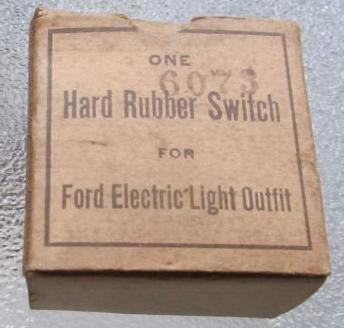 ONE
6073
Hard Rubber Switch
FOR
Ford Electric Light Outfit